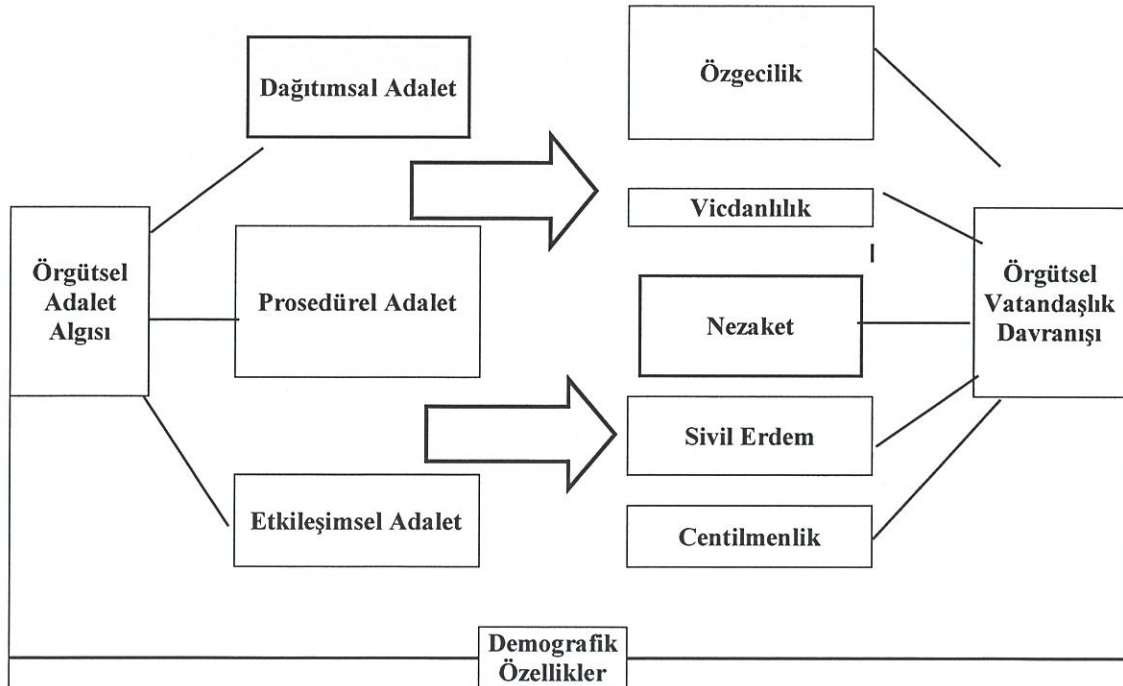 Dağıtımsal Adalet
Özgecilik
Vicdanlılık
Örgütsel
Adalet
Algısı
Prosedürel Adalet
Nezaket
Örgütsel
Vatandaşlık
Davranışı
Sivil Erdem
Etkileşimsel Adalet
Centilmenlik
Demografik
Özellikler